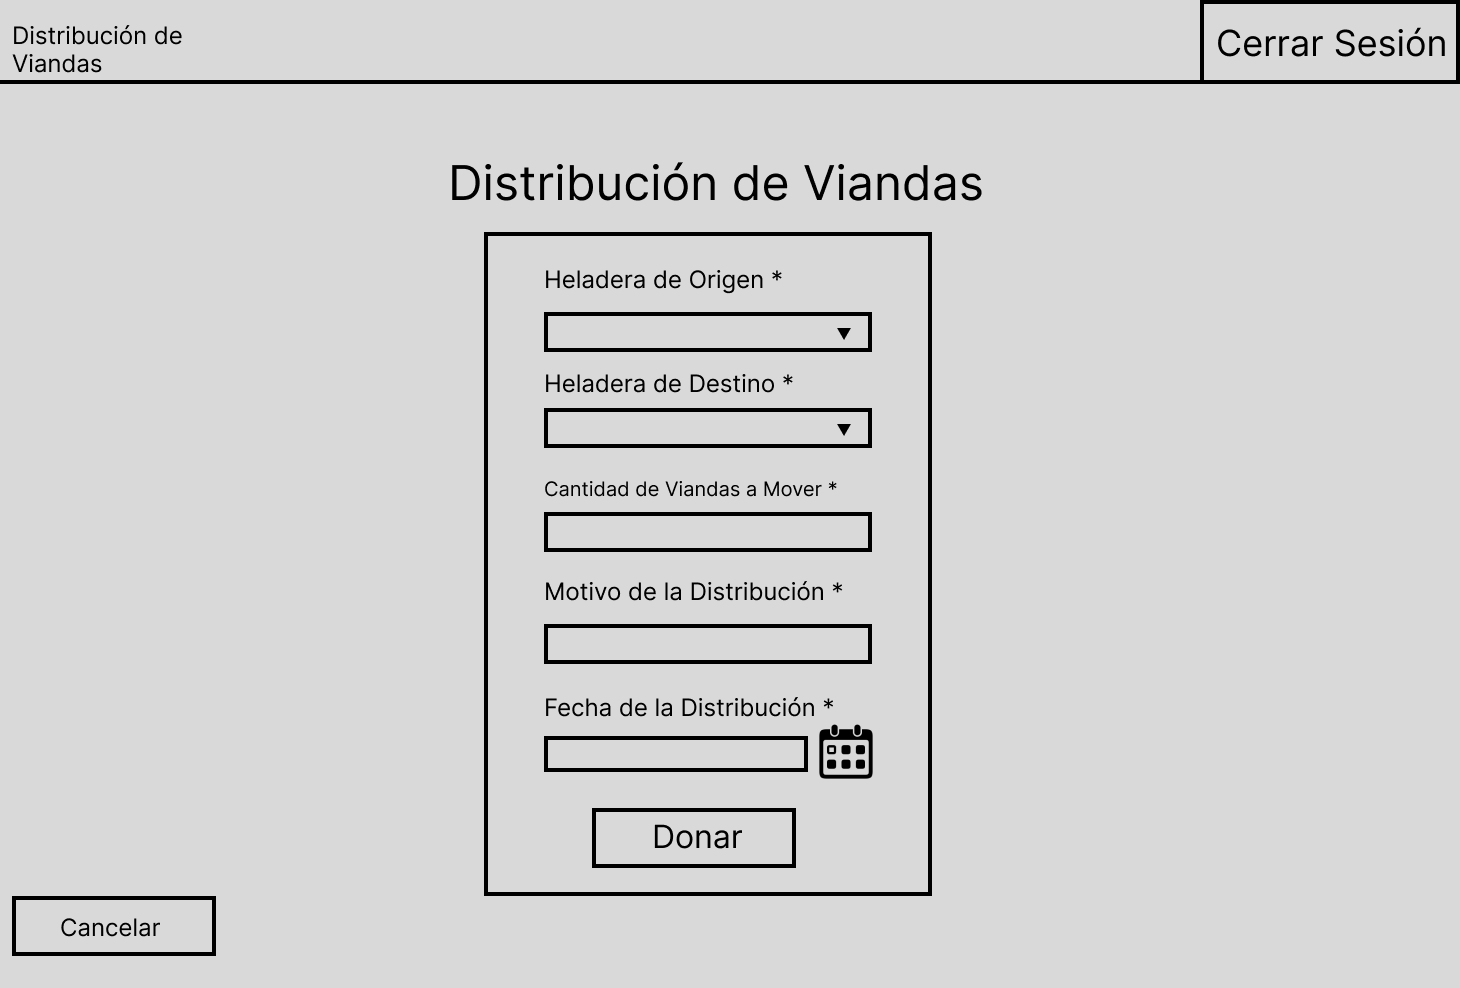 Distribución de
Viandas
Cerrar Sesión
Distribución de Viandas
Heladera de Origen *
Heladera de Destino *
Cantidad de Viandas a Mover *
Motivo de la Distribución *
Fecha de la Distribución *
Donar
Cancelar